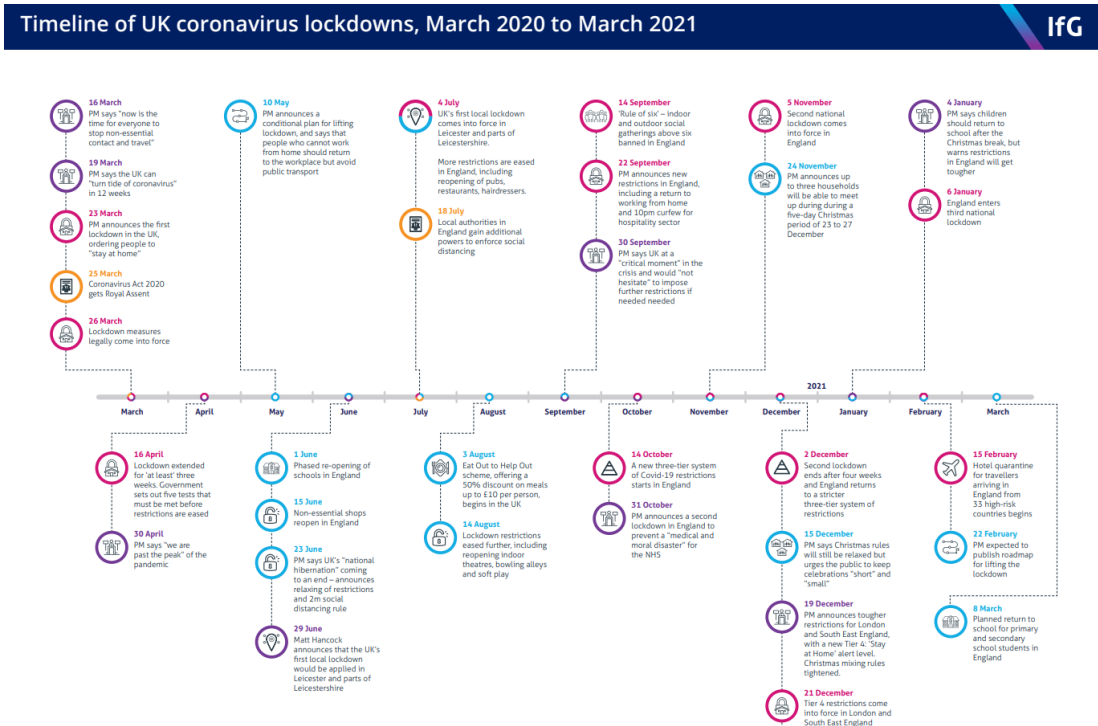 Timeline of UK coronavirus lockdowns, March 2020 to March 2021
IfG
16 March
PM says "now is the
time for everyone to
stop non-essential
contact and travel"
19 March
PM says the UK can
"turn tide of coronavirus"
in 12 weeks
23 March
PM announces the first
lockdown in the UK,
ordering people to
"stay at home"
25 March
Coronavirus Act 2020
gets Royal Assent
26 March
Lockdown measures
legally come into force
10 May
PM announces a
conditional plan for lifting
lockdown, and says that
people who cannot work
from home should return
to the workplace but avoid
public transport
4 July
UK's first local lockdown
comes into force in
Leicester and parts of
Leicestershire.
More restrictions are eased
in England, including
reopening of pubs,
restaurants, hairdressers.
18 July
Local authorities in
England gain additional
powers to enforce social
distancing
14 September
'Rule of six' – indoor
and outdoor social
gatherings above six
banned in England
22 September
PM announces new
restrictions in England,
including a return to
working from home
and 10pm curfew for
hospitality sector
30 September
PM says UK at a
"critical moment" in the
crisis and would "not
hesitate" to impose
further restrictions if
needed needed
5 November
Second national
lockdown comes
into force in
England
24 November
PM announces up
to three households
will be able to meet
up during during a
five-day Christmas
period of 23 to 27
December
4 January
PM says children
should return to
school after the
Christmas break, but
warns restrictions
in England will get
tougher
6 January
England enters
third national
lockdown
2021
March
April
May
June
July
August
September
October
November
December
January
February
March
16 April
Lockdown extended
for 'at least' three
weeks. Government
sets out five tests that
must be met before
restrictions are eased
30 April
PM says "we are
past the peak" of the
pandemic
1 June
Phased re-opening of
schools in England
15 June
Non-essential shops
reopen in England
23 June
PM says UK's "national
hibernation" coming
to an end – announces
relaxing of restrictions
and 2m social
distancing rule
29 June
Matt Hancock
announces that the UK's
first local lockdown
would be applied in
Leicester and parts of
Leicestershire
3 August
Eat Out to Help Out
scheme, offering a
50% discount on meals
up to £10 per person,
begins in the UK
14 August
Lockdown restrictions
eased further, including
reopening indoor
theatres, bowling alleys
and soft play
14 October
A new three-tier system
of Covid-19 restrictions
starts in England
31 October
PM announces a second
lockdown in England to
prevent a "medical and
moral disaster" for
the NHS
2 December
Second lockdown
ends after four weeks
and England returns
to a stricter
three-tier system of
restrictions
15 December
PM says Christmas rules
will still be relaxed but
urges the public to keep
celebrations "short" and
"small"
19 December
PM announces tougher
restrictions for London
and South East England,
with a new Tier 4: 'Stay
at Home' alert level.
Christmas mixing rules
tightened.
21 December
Tier 4 restrictions come
into force in London and
South East England
15 February
Hotel quarantine
for travellers
arriving in
England from
33 high-risk
countries begins
22 February
PM expected to
publish roadmap
for lifting the
lockdown
8 March
Planned return to
school for primary
and secondary
school students in
England